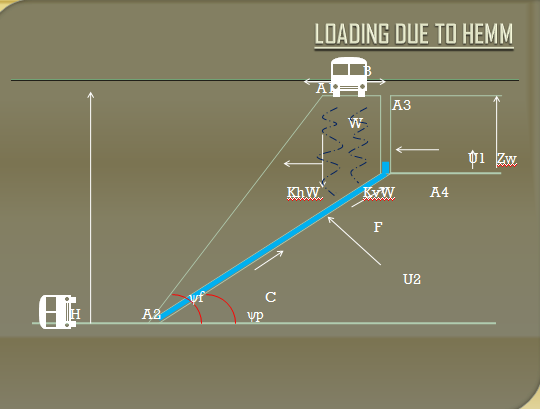 LOADING DUE TO HEMM
B
A1
A3
W
U1
Zw
KhW
KvW
A4
F
U2
ψf
C
H
A2
ψp